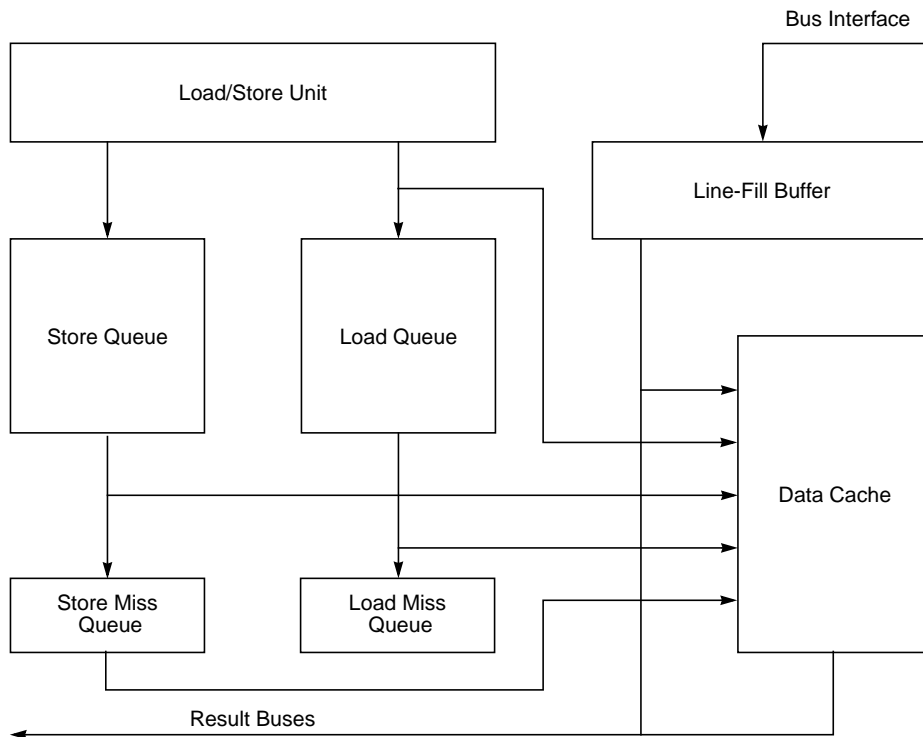 Bus Interface
Load/Store Unit
Line-Fill Buffer
Store Queue
Load Queue
Data Cache
Store Miss
Queue
Load Miss
Queue
Result Buses